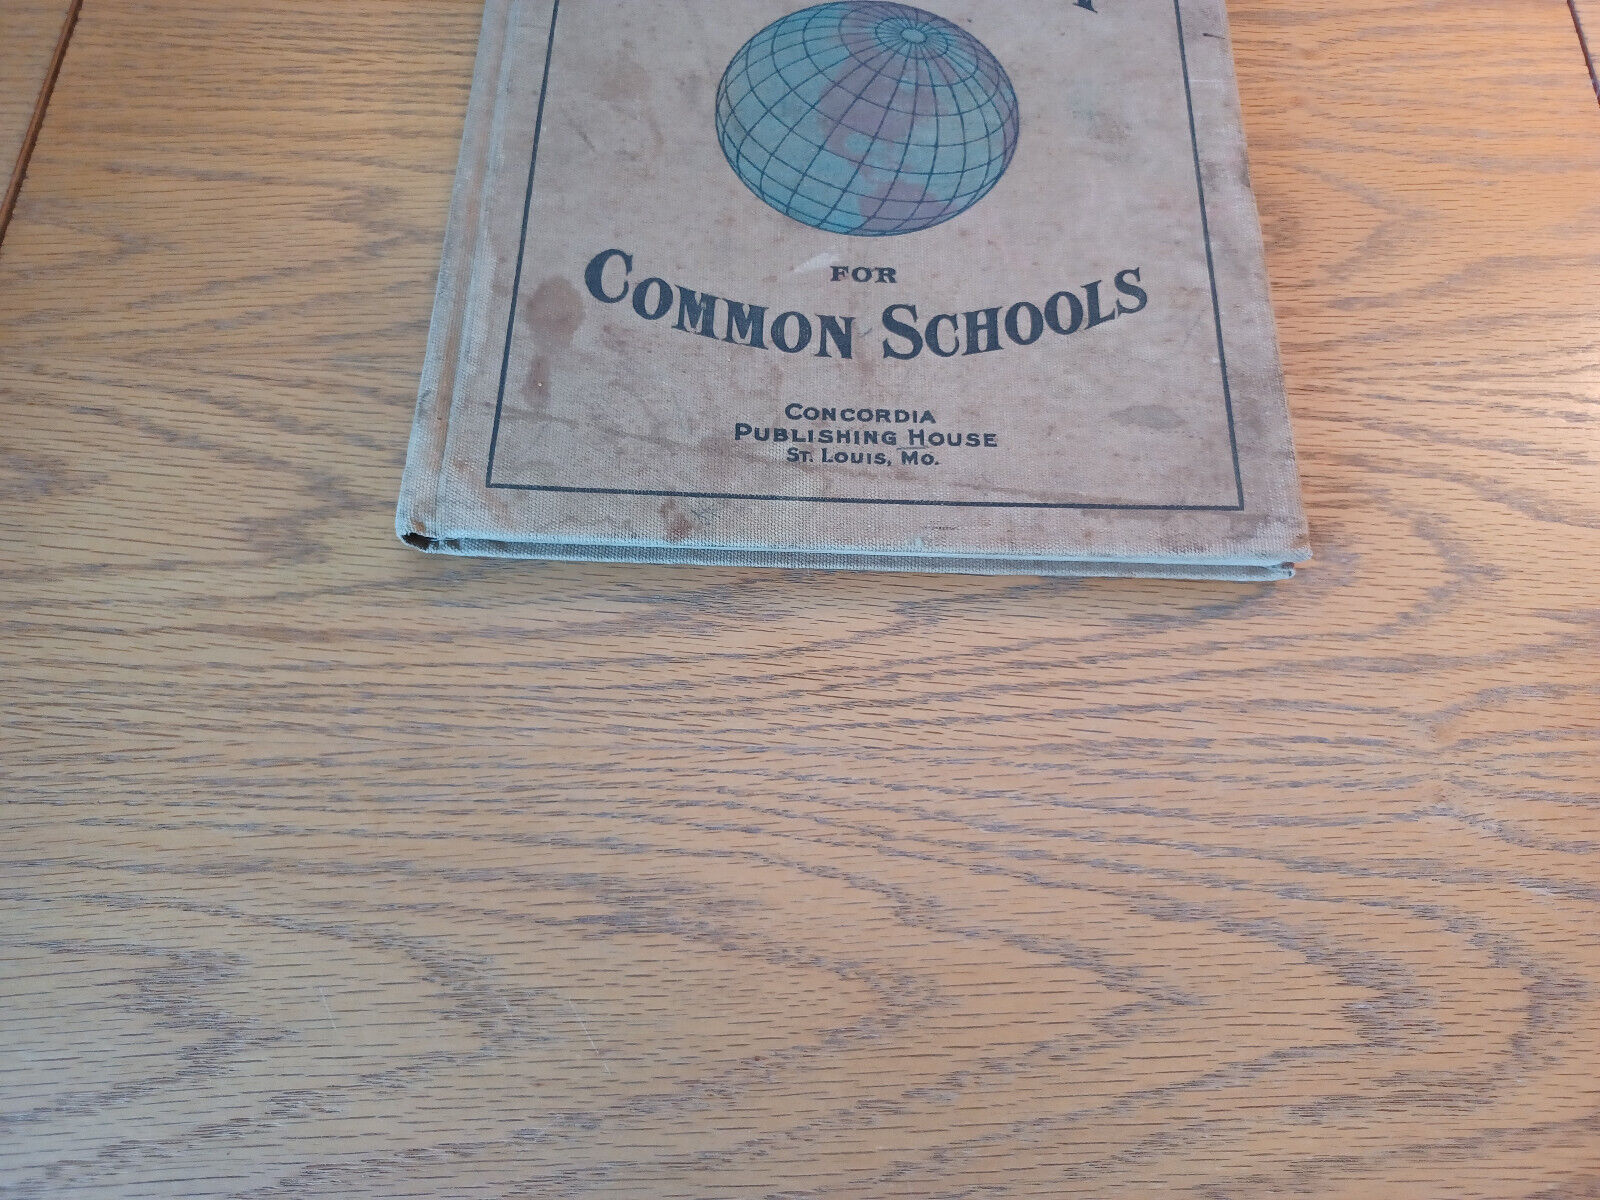 FOR
COMMON SCHOOLS
CONCORDIA
PUBLISHING HOUSE
ST. LOUIS, MO.